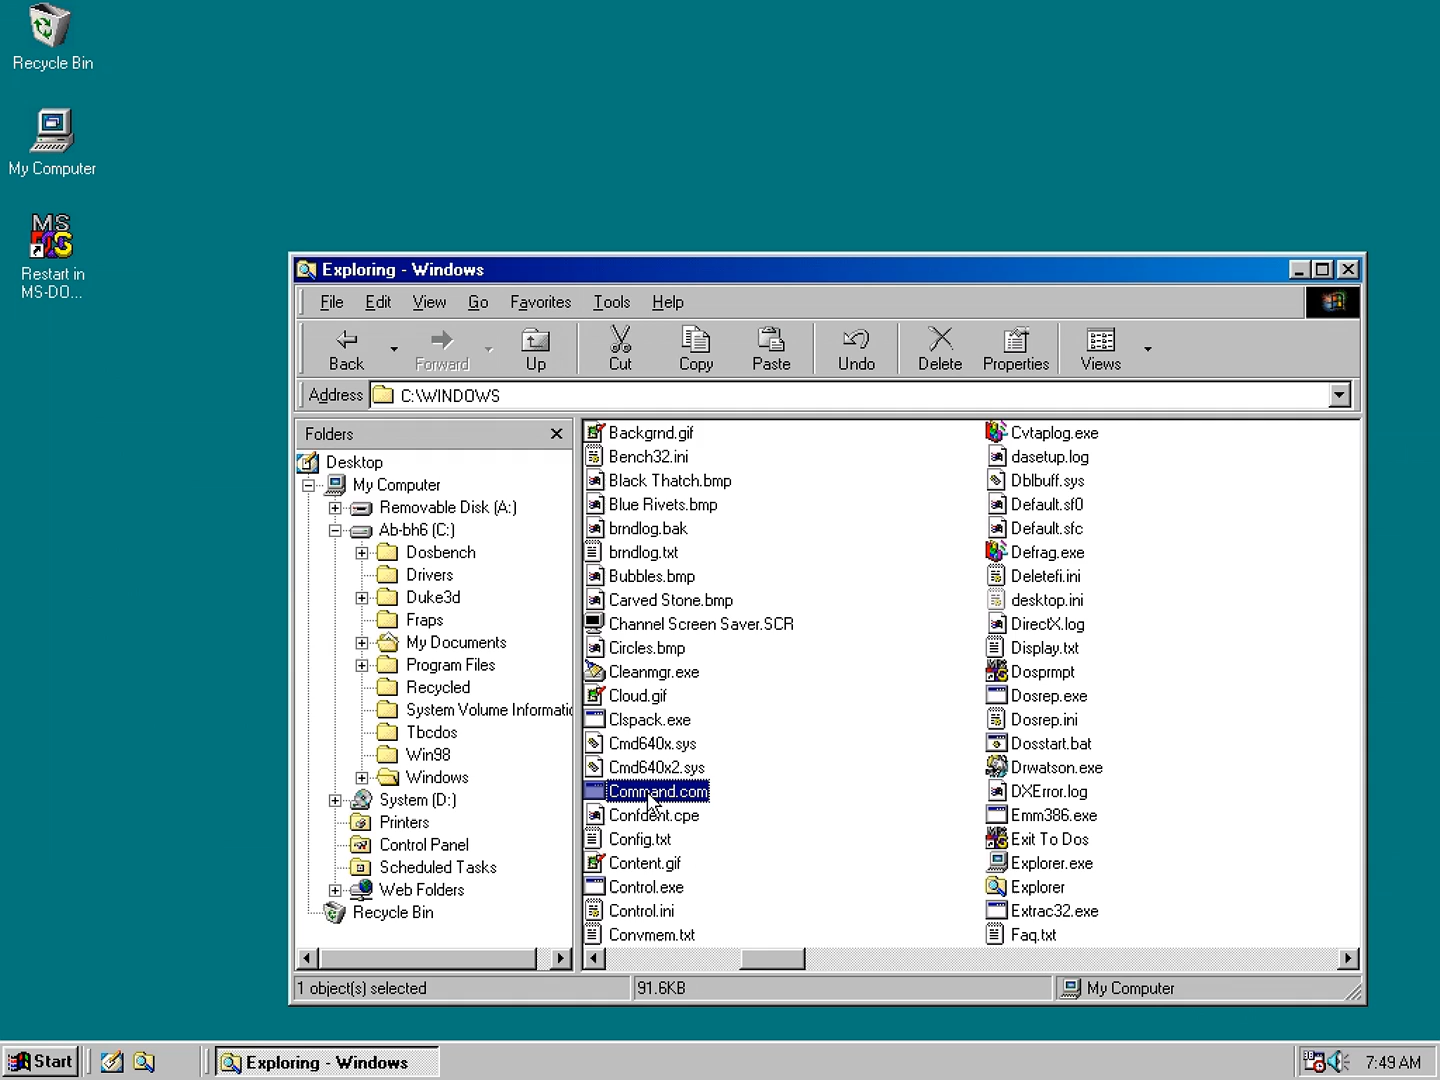 Recycle Bin
My Computer
MS
Restart in
MS-DO...
Exploring - Windows
File Edit View Go Favorites Tools Help
Back Forward Up Cut Copy Paste Undo Delete Properties Views
Address C:\WINDOWS
Folders
Desktop
My Computer
Removable Disk (A:)
Ab-bh6 (C:)
Dosbench
Drivers
Duke3d
Fraps
My Documents
Program Files
Recycled
System Volume Informatic
Tbcdos
Win98
Windows
System (D:)
Printers
Control Panel
Scheduled Tasks
Web Folders
Recycle Bin
Backgrnd.gif
Bench32.ini
Black Thatch.bmp
Blue Rivets.bmp
brndlog.bak
brndlog.txt
Bubbles.bmp
Carved Stone.bmp
Channel Screen Saver.SCR
Circles.bmp
Cleanmgr.exe
Cloud.gif
Clspack.exe
Cmd640x.sys
Cmd640x2.sys
Command.com
Confdent.cpe
Config.txt
Content.gif
Control.exe
Control.ini
Convmem.txt
Cvtaplog.exe
dasetup.log
Dblbuff.sys
Default.sf0
Default.sfc
Defrag.exe
Deletefi.ini
desktop.ini
DirectX.log
Display.txt
Dosprmpt
Dosrep.exe
Dosrep.ini
Dosstart.bat
Drwatson.exe
DXError.log
Emm386.exe
Exit To Dos
Explorer.exe
Explorer
Extrac32.exe
Faq.txt
1 object(s) selected 91.6KB My Computer
Start Exploring - Windows 7:49 AM